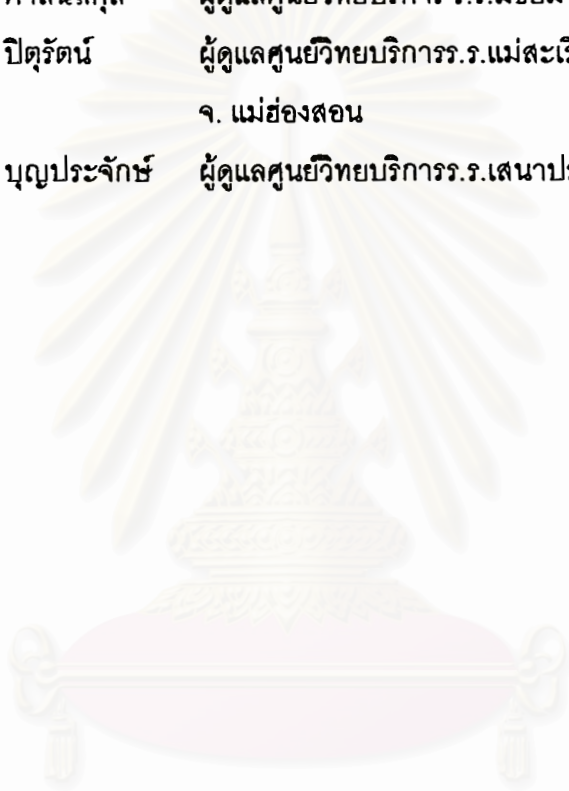 ปิตุรัตน์ ผู้ดูแลศูนย์วิทยบริการร.ร.แม่สะเรี
จ. แม่ฮ่องสอน
บุญประจักษ์ ผู้ดูแลศูนย์วิทยบริการร.ร.เสนาปร